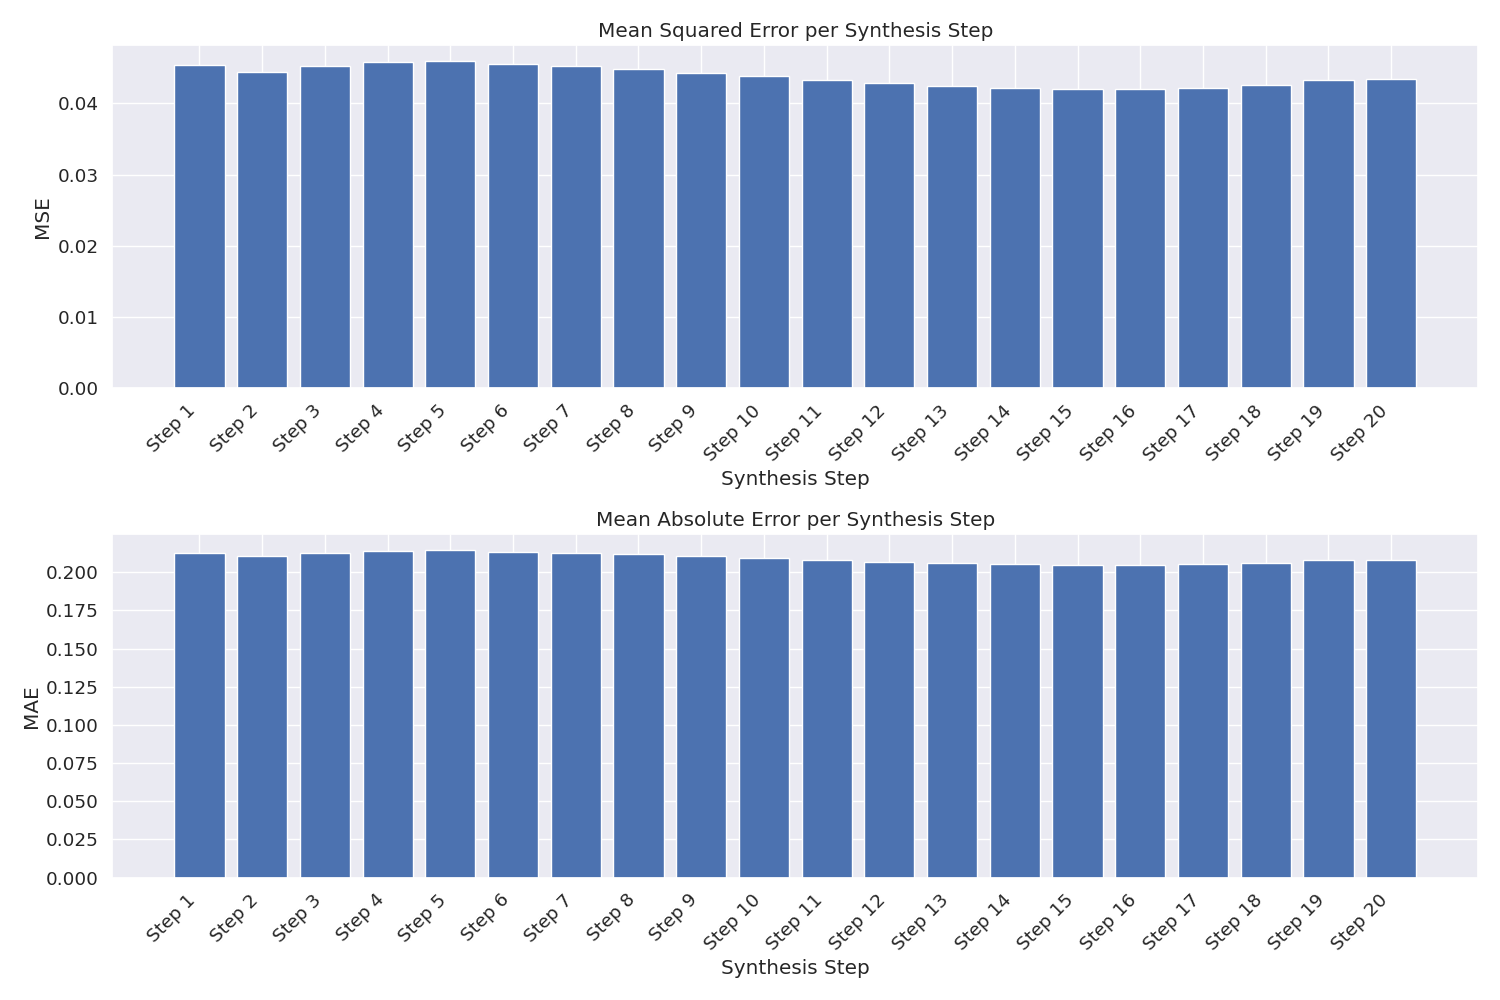 Mean Squared Error per Synthesis Step
MSE
0.04
0.03
0.02
0.01
0.00
Step 1
Step 2
Step 3
Step 4
Step 5
Step 6
Step 7
Step 8
Step 9
Step 10
Step 11
Step 12
Step 13
Step 14
Step 15
Step 16
Step 17
Step 18
Step 19
Step 20
Synthesis Step
Mean Absolute Error per Synthesis Step
MAE
0.200
0.175
0.150
0.125
0.100
0.075
0.050
0.025
0.000
Step 1
Step 2
Step 3
Step 4
Step 5
Step 6
Step 7
Step 8
Step 9
Step 10
Step 11
Step 12
Step 13
Step 14
Step 15
Step 16
Step 17
Step 18
Step 19
Step 20
Synthesis Step